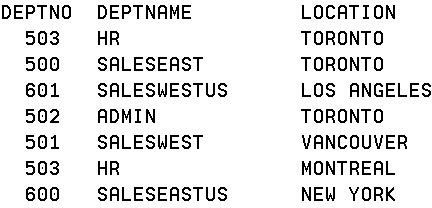 DEPTNO DEPTNAME LOCATION
503 HR TORONTO
500 SALESEAST TORONTO
601 SALESWESTUS LOS ANGELES
502 ADMIN TORONTO
501 SALESWEST VANCOUVER
503 HR MONTREAL
600 SALESEASTUS NEW YORK